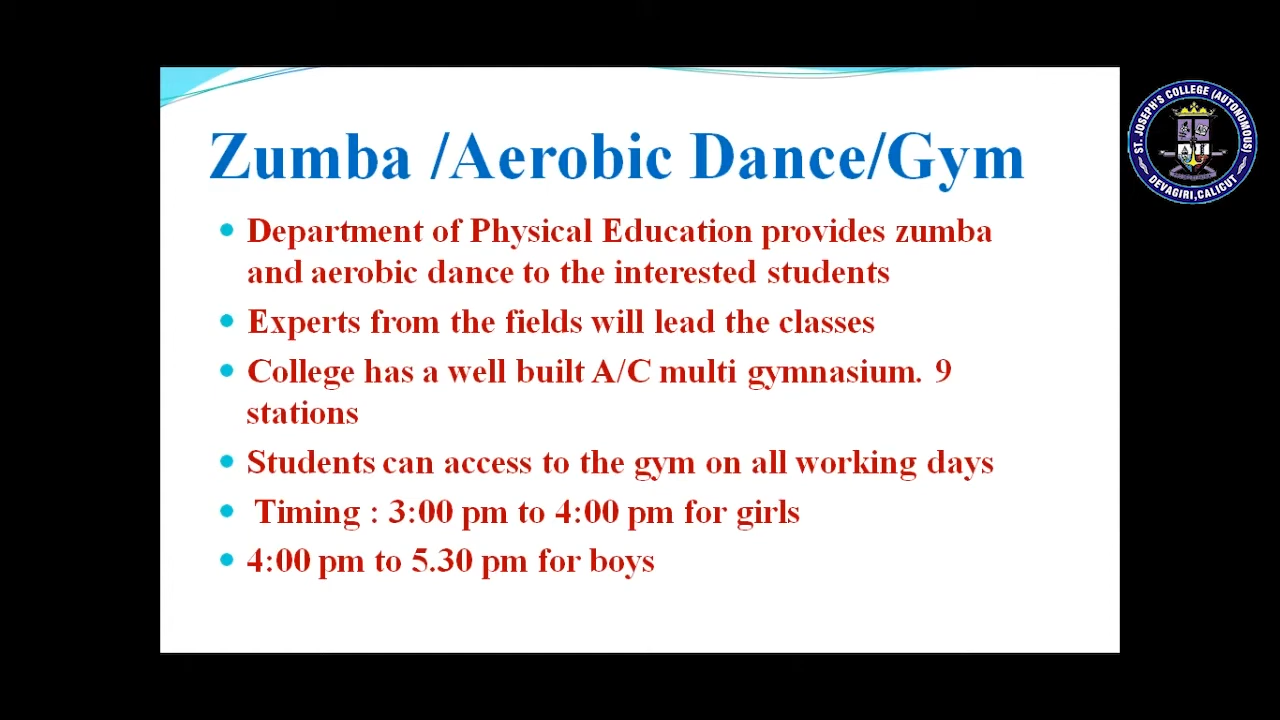 Zumba /Aerobic Dance/Gym
Department of Physical Education provides zumba
and aerobic dance to the interested students
Experts from the fields will lead the classes
College has a well built A/C multi gymnasium. 9
stations
Students can access to the gym on all working days
Timing : 3:00 pm to 4:00 pm for girls
4:00 pm to 5.30 pm for boys
ST. JOSEPH'S COLLEGE (AUTONOMOUS)
DEVAGIRI, CALICUT